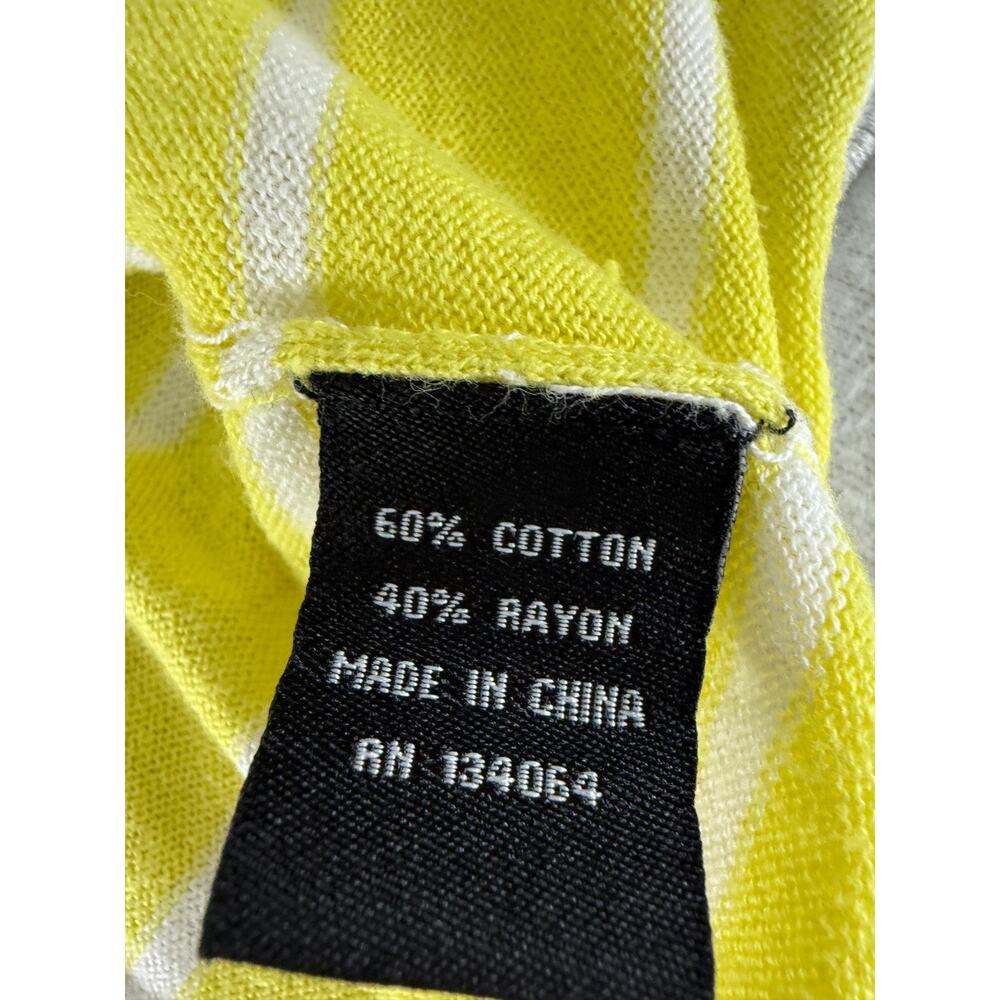 60% COTTON
40% RAYON
MADE IN CHINA
RN 134064